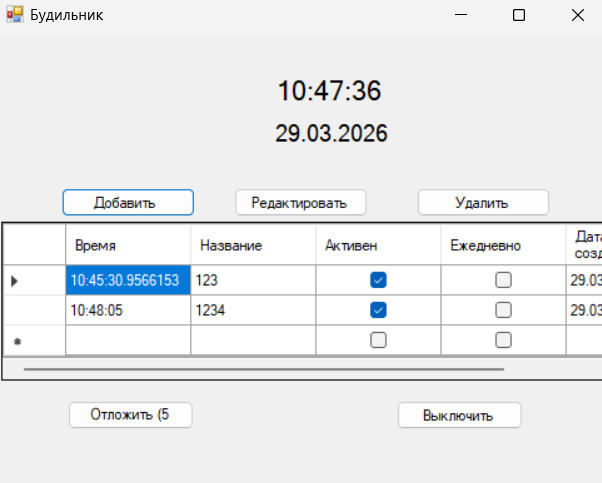 Будильник
10:47:36
29.03.2026
Добавить Редактировать Удалить
Время Название Активен Ежедневно Дата созд
10:45:30.9566153 123 29.03
10:48:05 1234 29.03
Отложить (5 Выключить